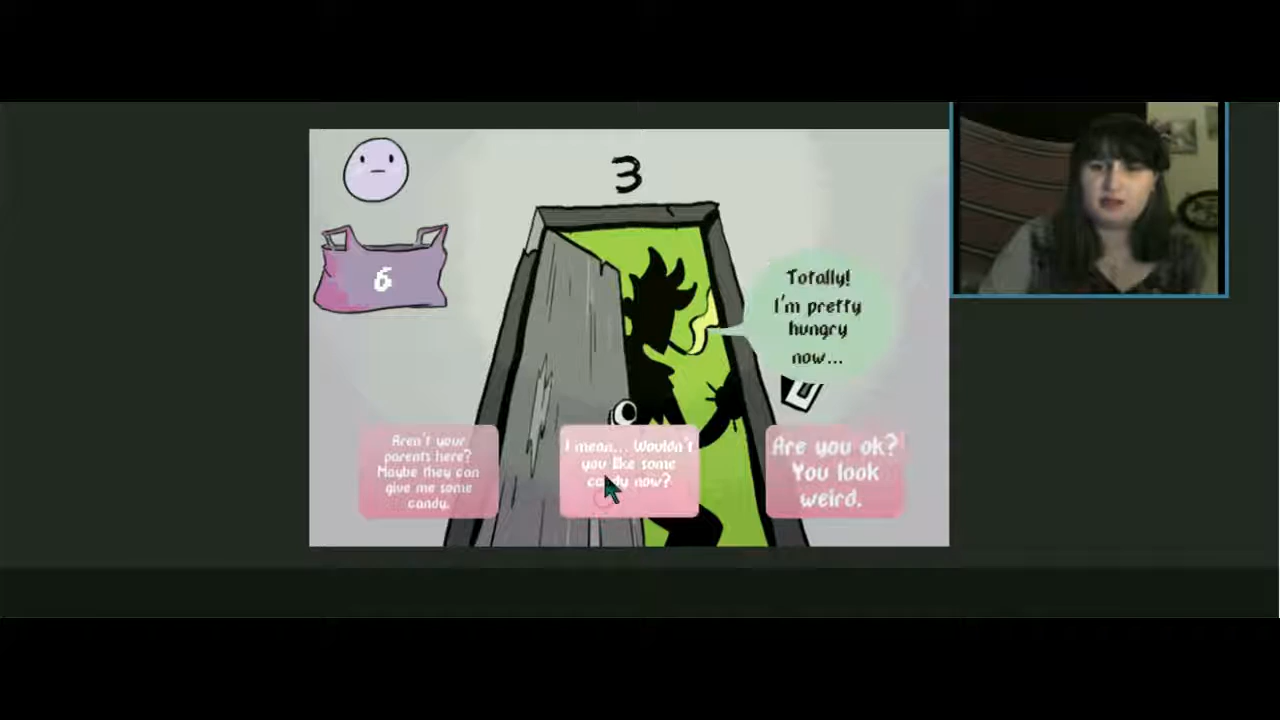 3
6
Totally!
I'm pretty
hungry
now...
Aren't your
parents here?
Maybe they can
give me some
candy.
I mean... Wouldn't
you like some
candy now?
Are you ok?
You look
weird.